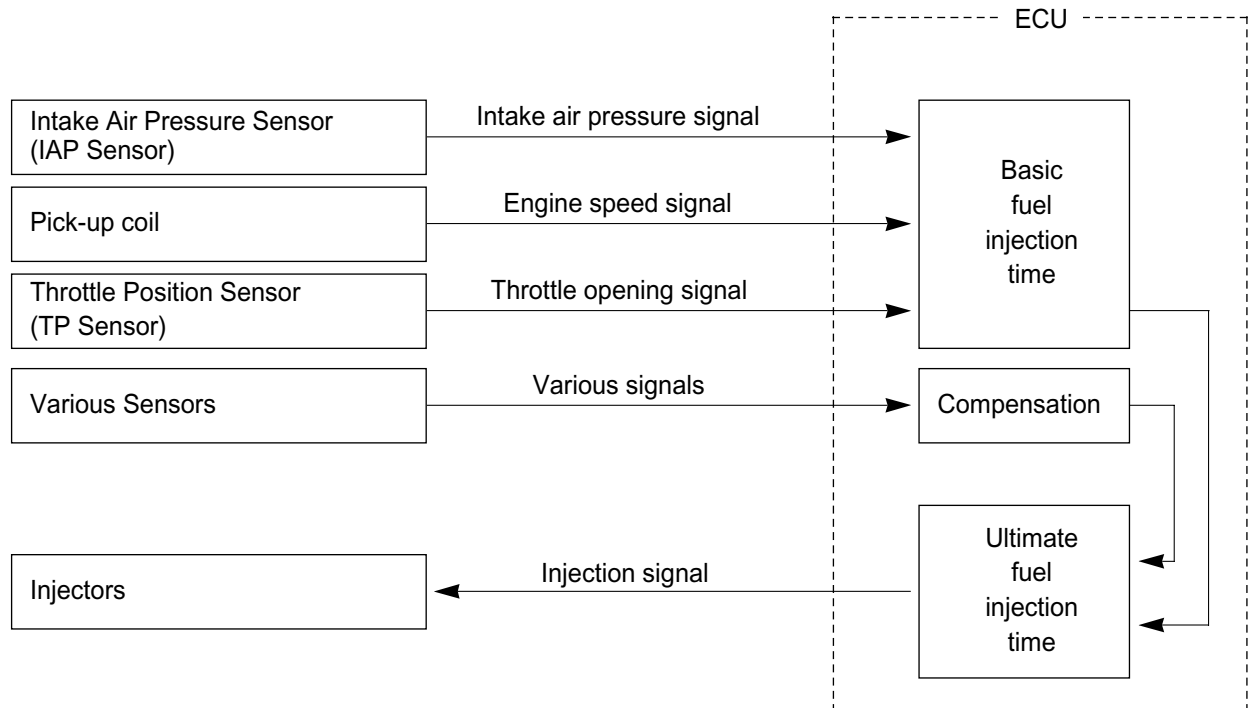 ECU
Intake Air Pressure Sensor
(IAP Sensor)
Intake air pressure signal
Pick-up coil
Engine speed signal
Throttle Position Sensor
(TP Sensor)
Throttle opening signal
Basic
fuel
injection
time
Various Sensors
Various signals
Compensation
Injectors
Injection signal
Ultimate
fuel
injection
time